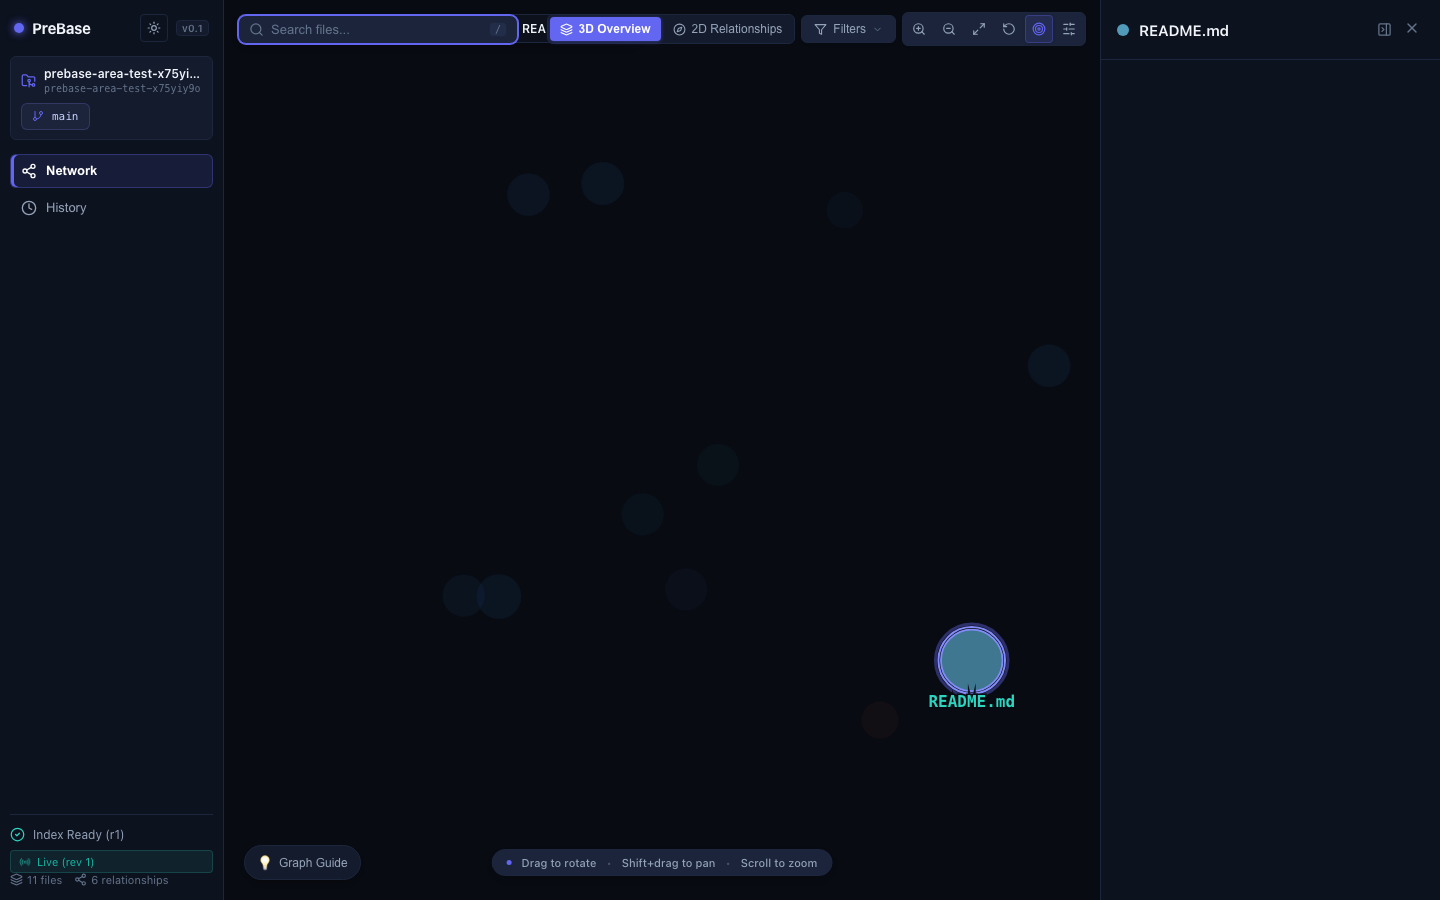 PreBase
v0.1
prebase-area-test-x75yi...
prebase-area-test-x75yiy9o
main
Network
History
Index Ready (r1)
Live (rev 1)
11 files
6 relationships
Search files...
/
REA
3D Overview
2D Relationships
Filters
README.md
Graph Guide
Drag to rotate · Shift+drag to pan · Scroll to zoom
README.md